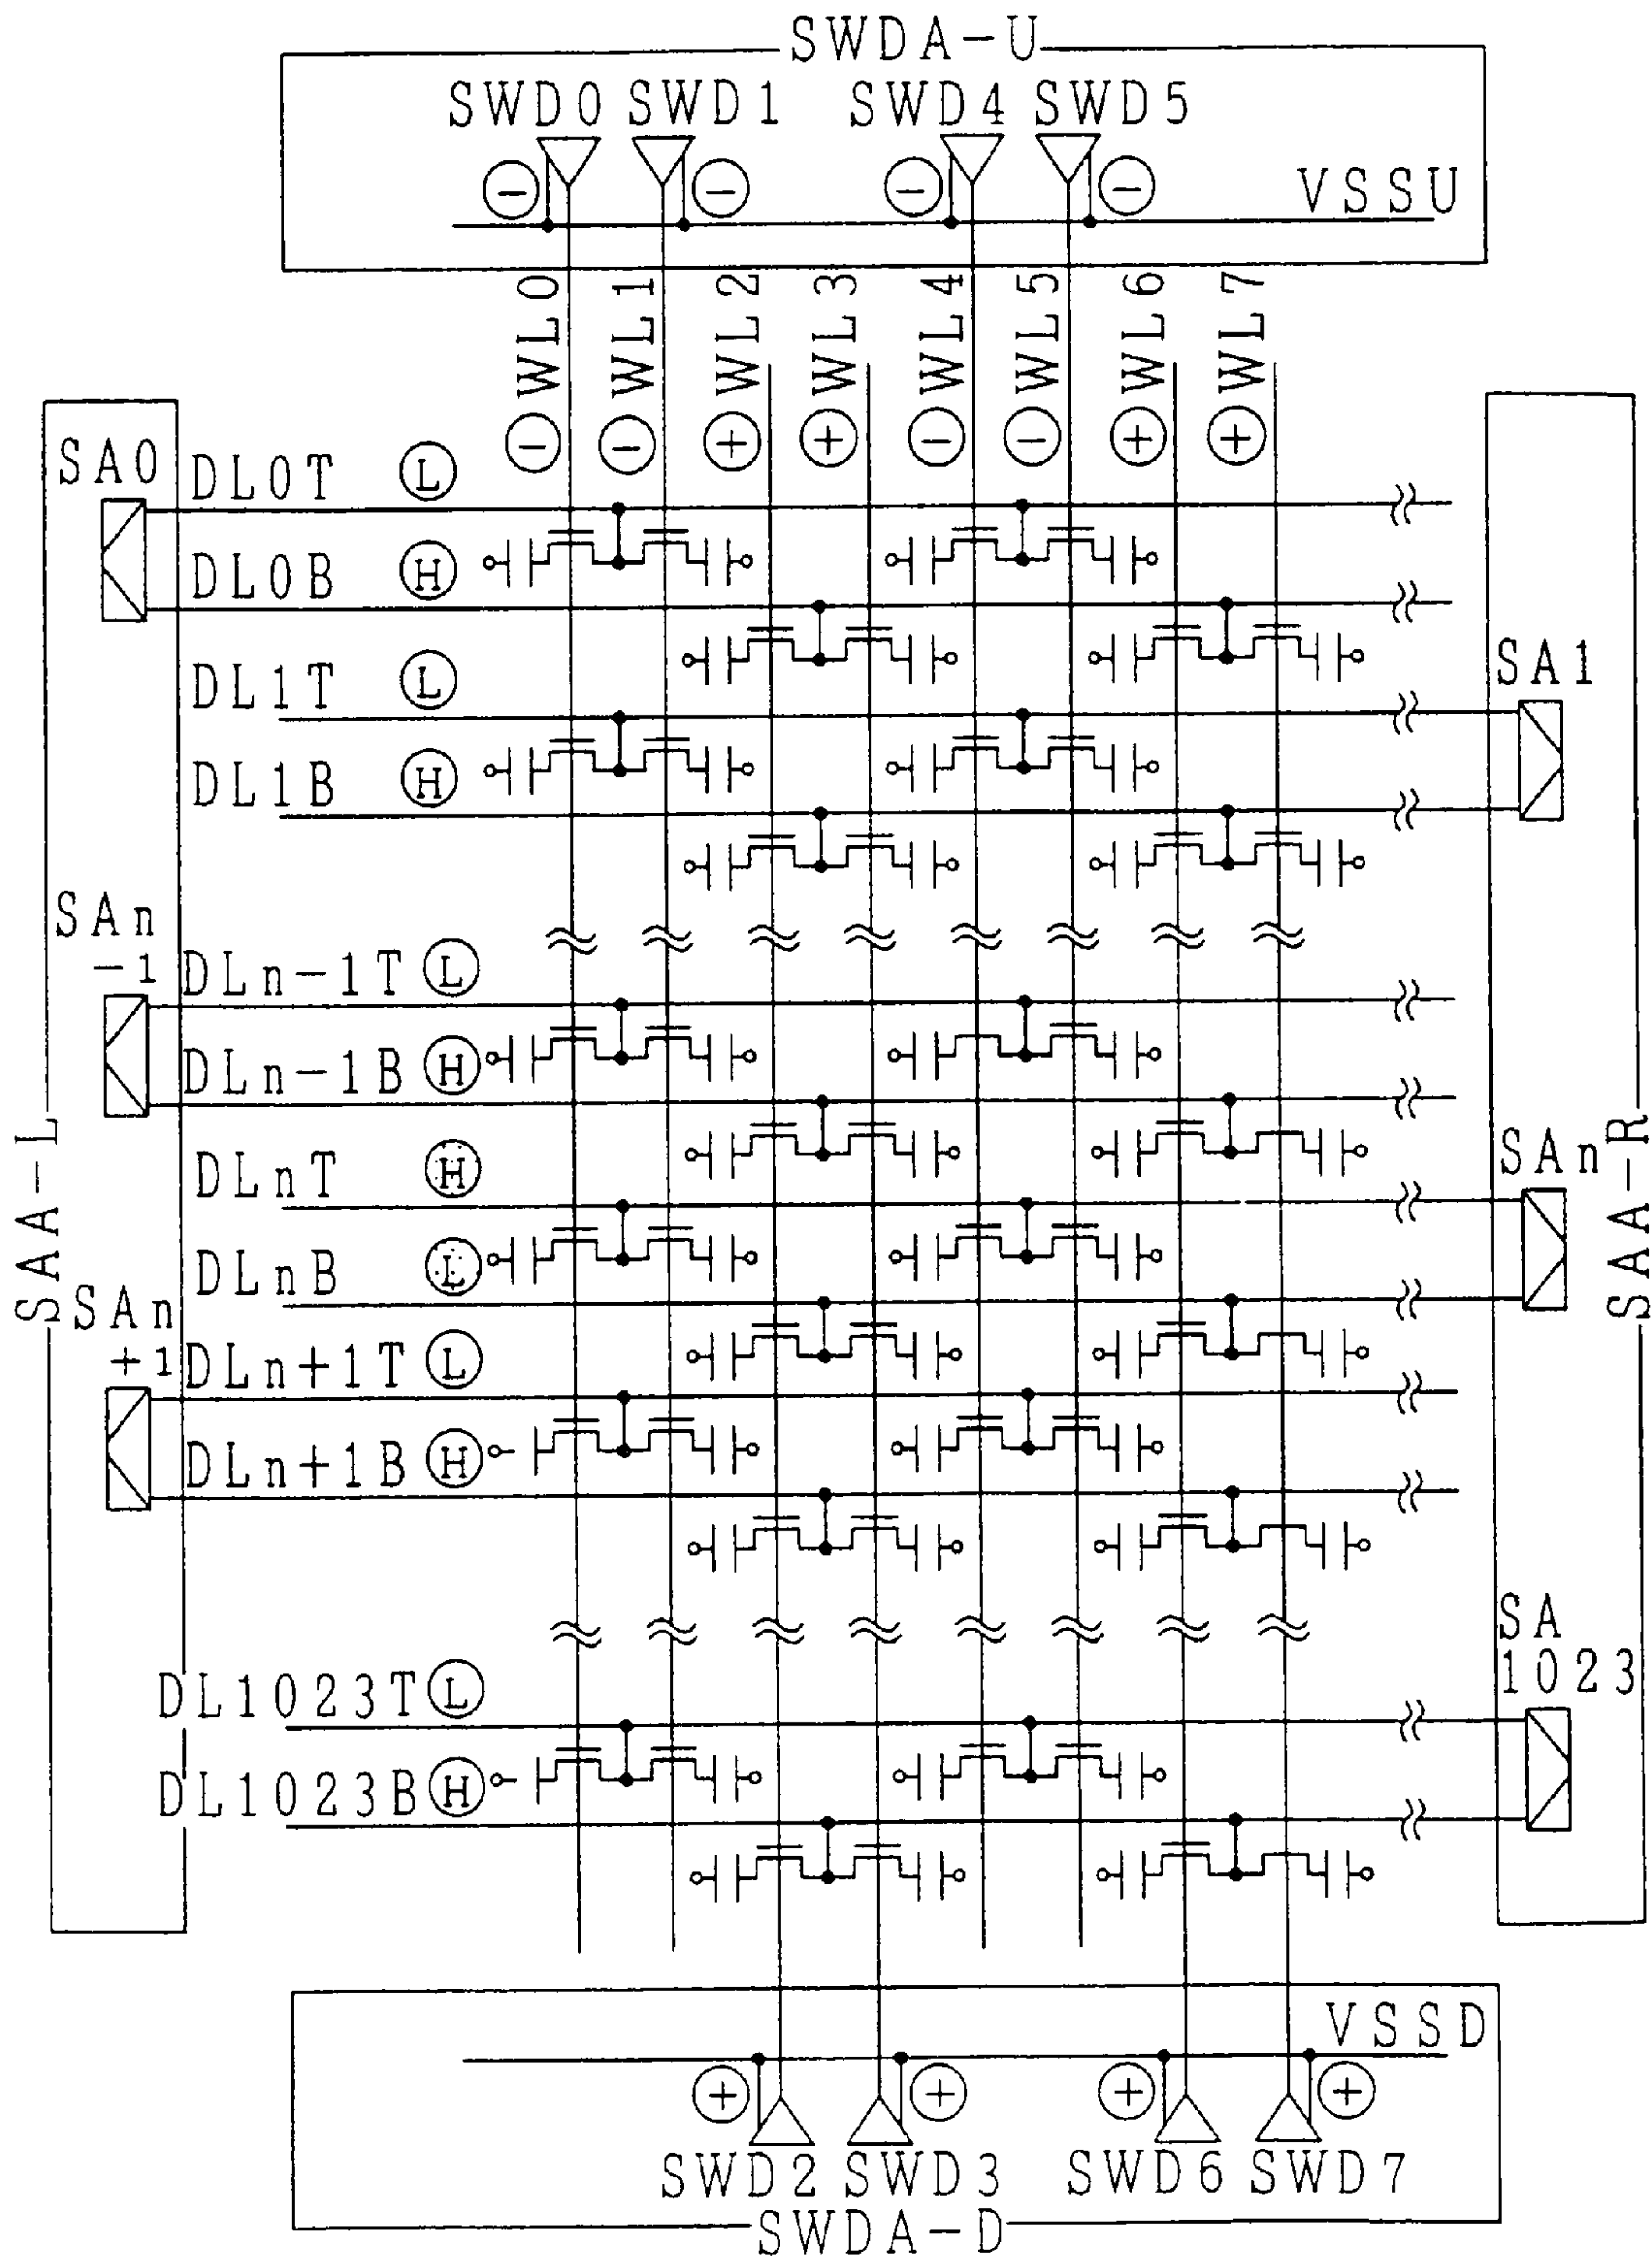 SWDA-U
SWD0 SWD1 SWD4 SWD5
− − − − VSSU
WL0 WL1 WL2 WL3 WL4 WL5 WL6 WL7
− − + + − − + +
SA0
DL0T L
DL0B H
DL1T L
SA1
DL1B H
SAn
-1
DLn-1T L
DLn-1B H
SAA-L
SAA-R
DLnT H
SAn
DLnB L
SAn
+1
DLn+1T L
DLn+1B H
SA
1023
DL1023T L
DL1023B H
VSSD
+ + + +
SWD2 SWD3 SWD6 SWD7
SWDA-D